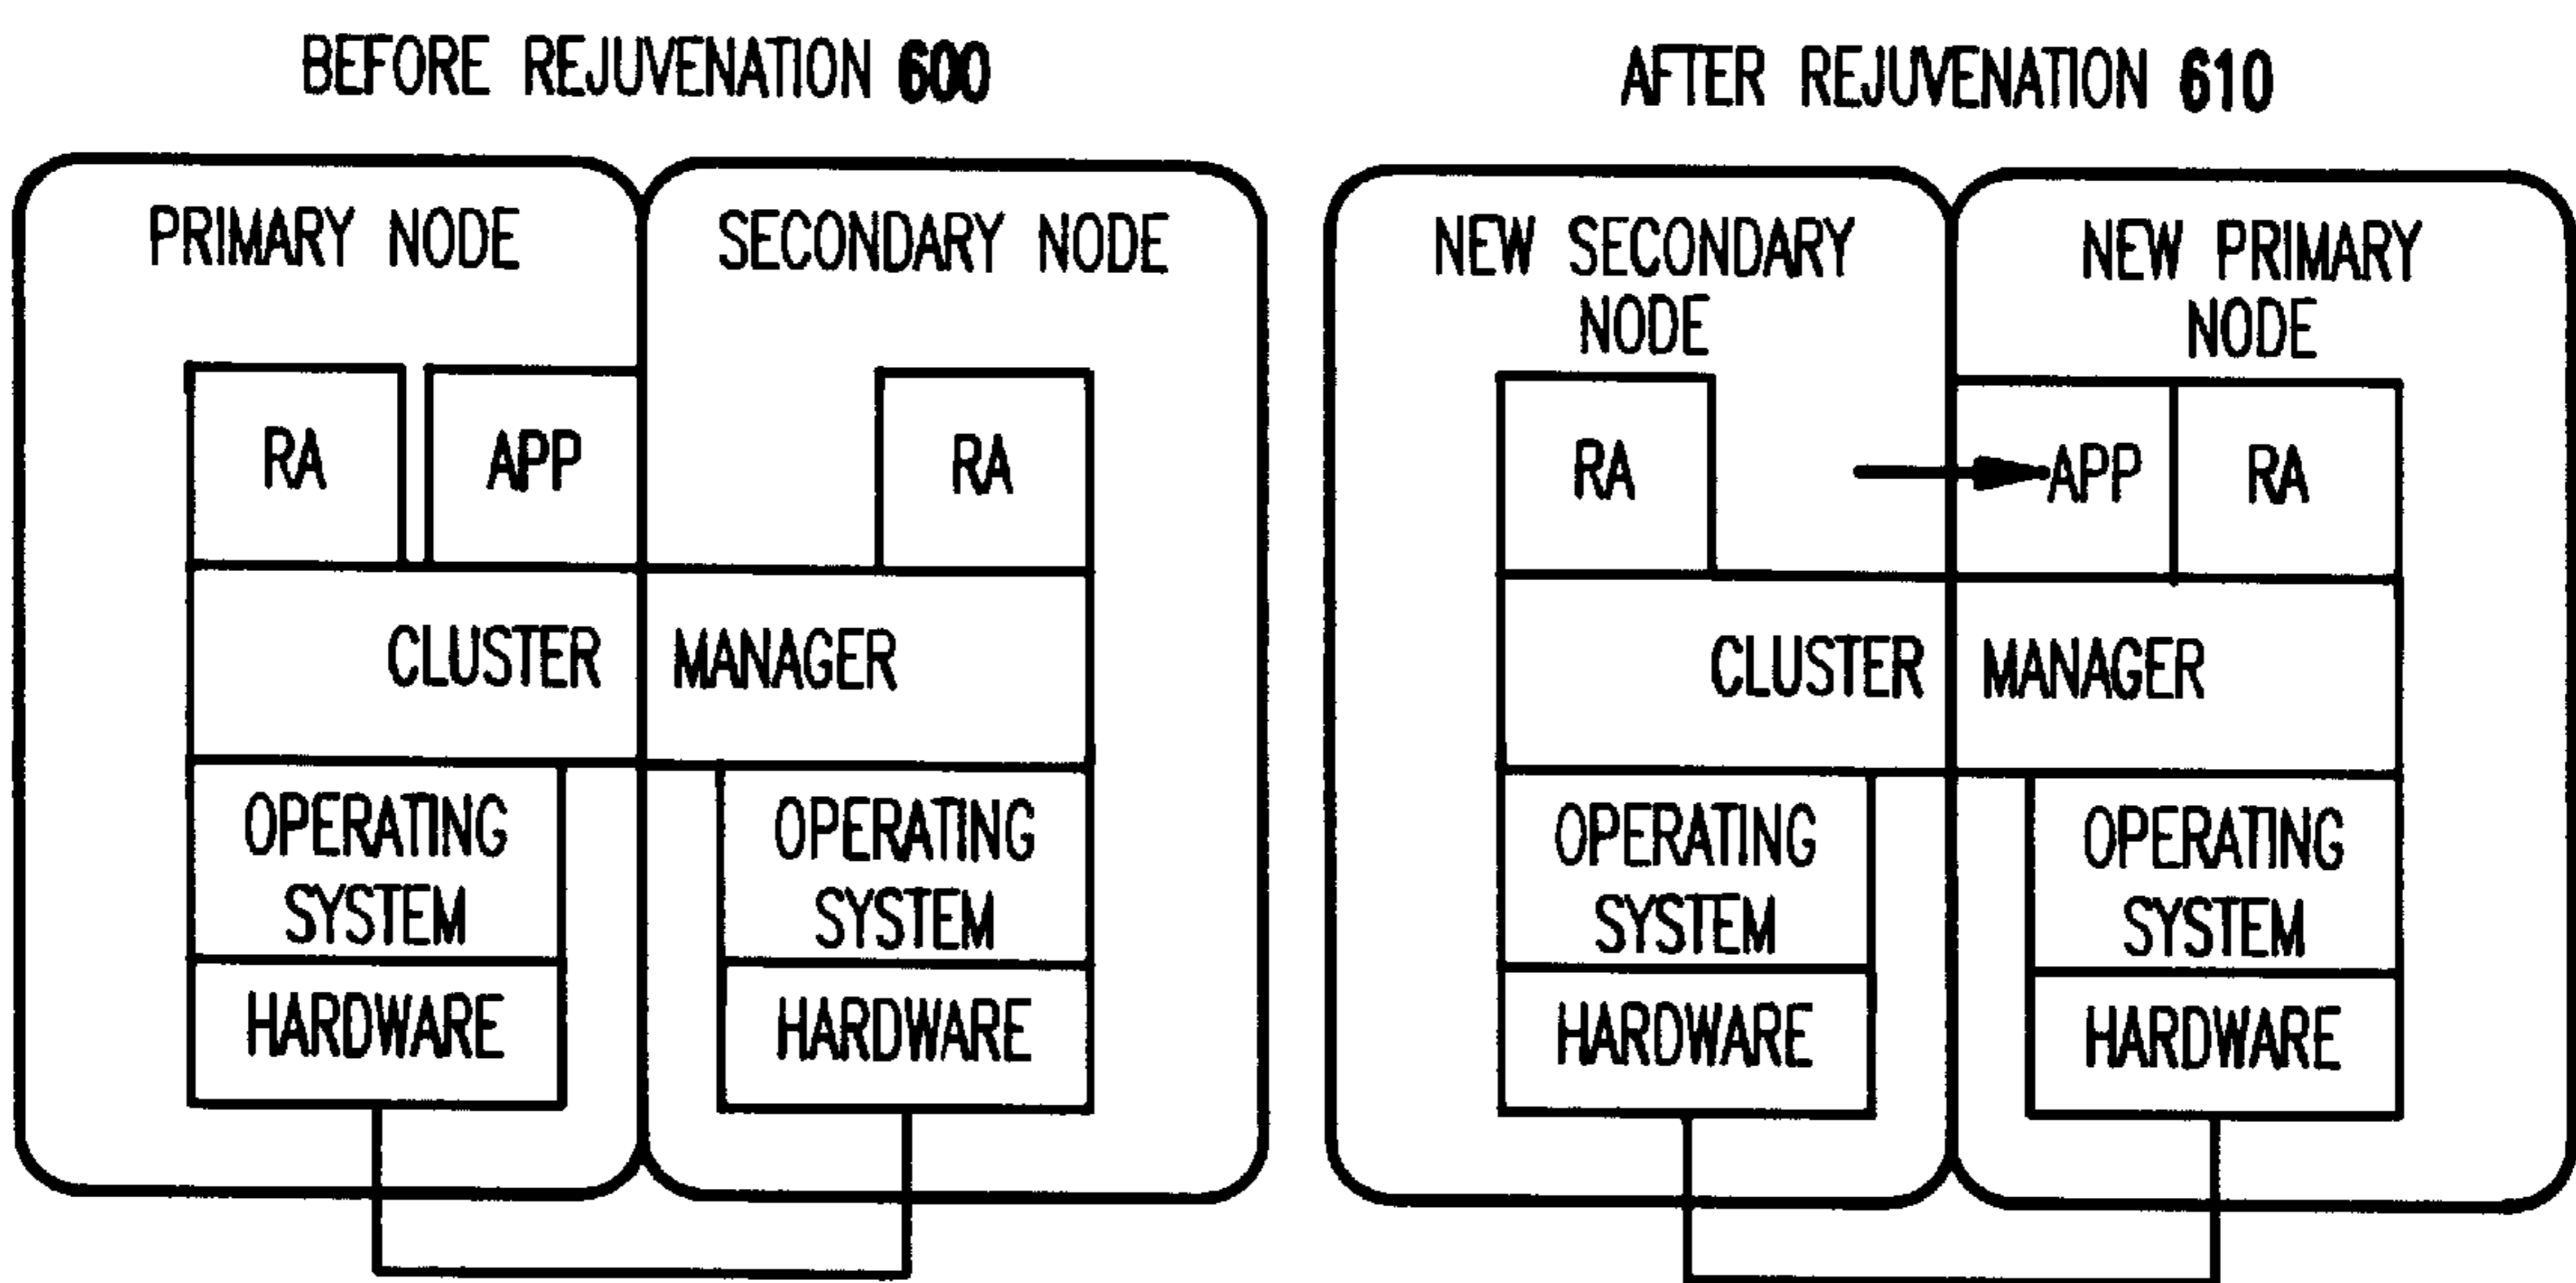 BEFORE REJUVENATION 600
PRIMARY NODE
SECONDARY NODE
RA
APP
RA
CLUSTER MANAGER
OPERATING
SYSTEM
HARDWARE
OPERATING
SYSTEM
HARDWARE
AFTER REJUVENATION 610
NEW SECONDARY
NODE
NEW PRIMARY
NODE
RA
APP
RA
CLUSTER MANAGER
OPERATING
SYSTEM
HARDWARE
OPERATING
SYSTEM
HARDWARE